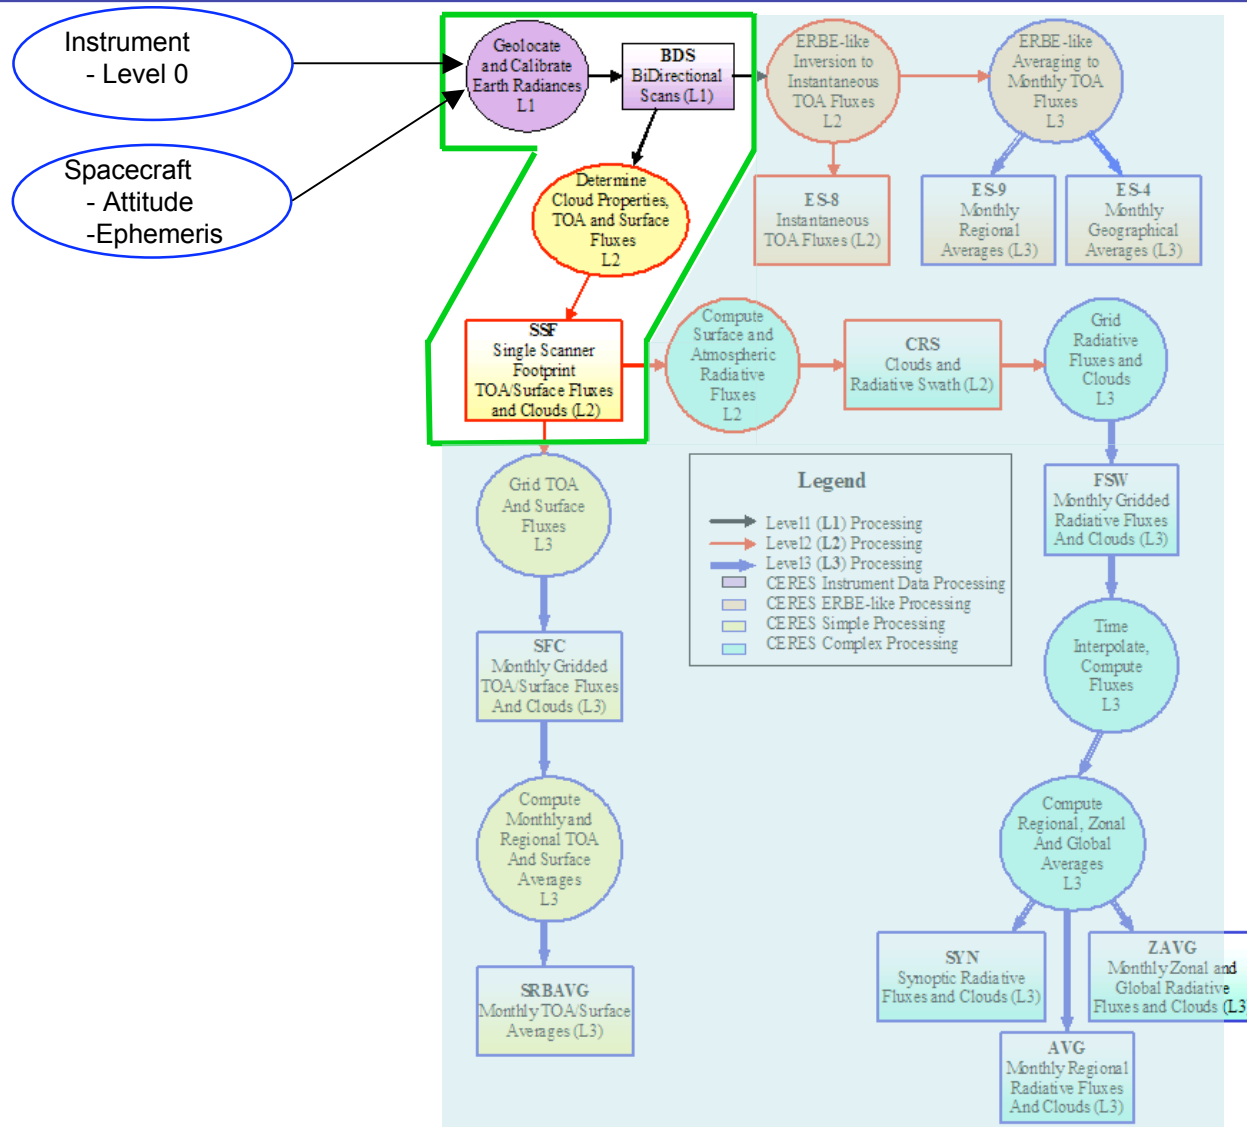 Instrument
- Level 0
Spacecraft
- Attitude
-Ephemeris
Geolocate
and Calibrate
Earth Radiances
L1
BDS
BiDirectional
Scans (L1)
ERBE-like
Inversion to
Instantaneous
TOA Fluxes
L2
ERBE-like
Averaging to
Monthly TOA
Fluxes
L3
Determine
Cloud Properties,
TOA and Surface
Fluxes
L2
ES-8
Instantaneous
TOA Fluxes (L2)
ES-9
Monthly
Regional
Averages (L3)
ES-4
Monthly
Geographical
Averages (L3)
SSF
Single Scanner
Footprint
TOA/Surface Fluxes
and Clouds (L2)
Compute
Surface and
Atmospheric
Radiative
Fluxes
L2
CRS
Clouds and
Radiative Swath (L2)
Grid
Radiative
Fluxes and
Clouds
L3
Grid TOA
And Surface
Fluxes
L3
Legend
Level1 (L1) Processing
Level2 (L2) Processing
Level3 (L3) Processing
CERES Instrument Data Processing
CERES ERBE-like Processing
CERES Simple Processing
CERES Complex Processing
FSW
Monthly Gridded
Radiative Fluxes
And Clouds (L3)
SFC
Monthly Gridded
TOA/Surface Fluxes
And Clouds (L3)
Time
Interpolate,
Compute
Fluxes
L3
Compute
Monthly and
Regional TOA
And Surface
Averages
L3
Compute
Regional, Zonal
And Global
Averages
L3
SRBAVG
Monthly TOA/Surface
Averages (L3)
SYN
Synoptic Radiative
Fluxes and Clouds (L3)
ZAVG
Monthly Zonal and
Global Radiative
Fluxes and Clouds (L3
AVG
Monthly Regional
Radiative Fluxes
And Clouds (L3)